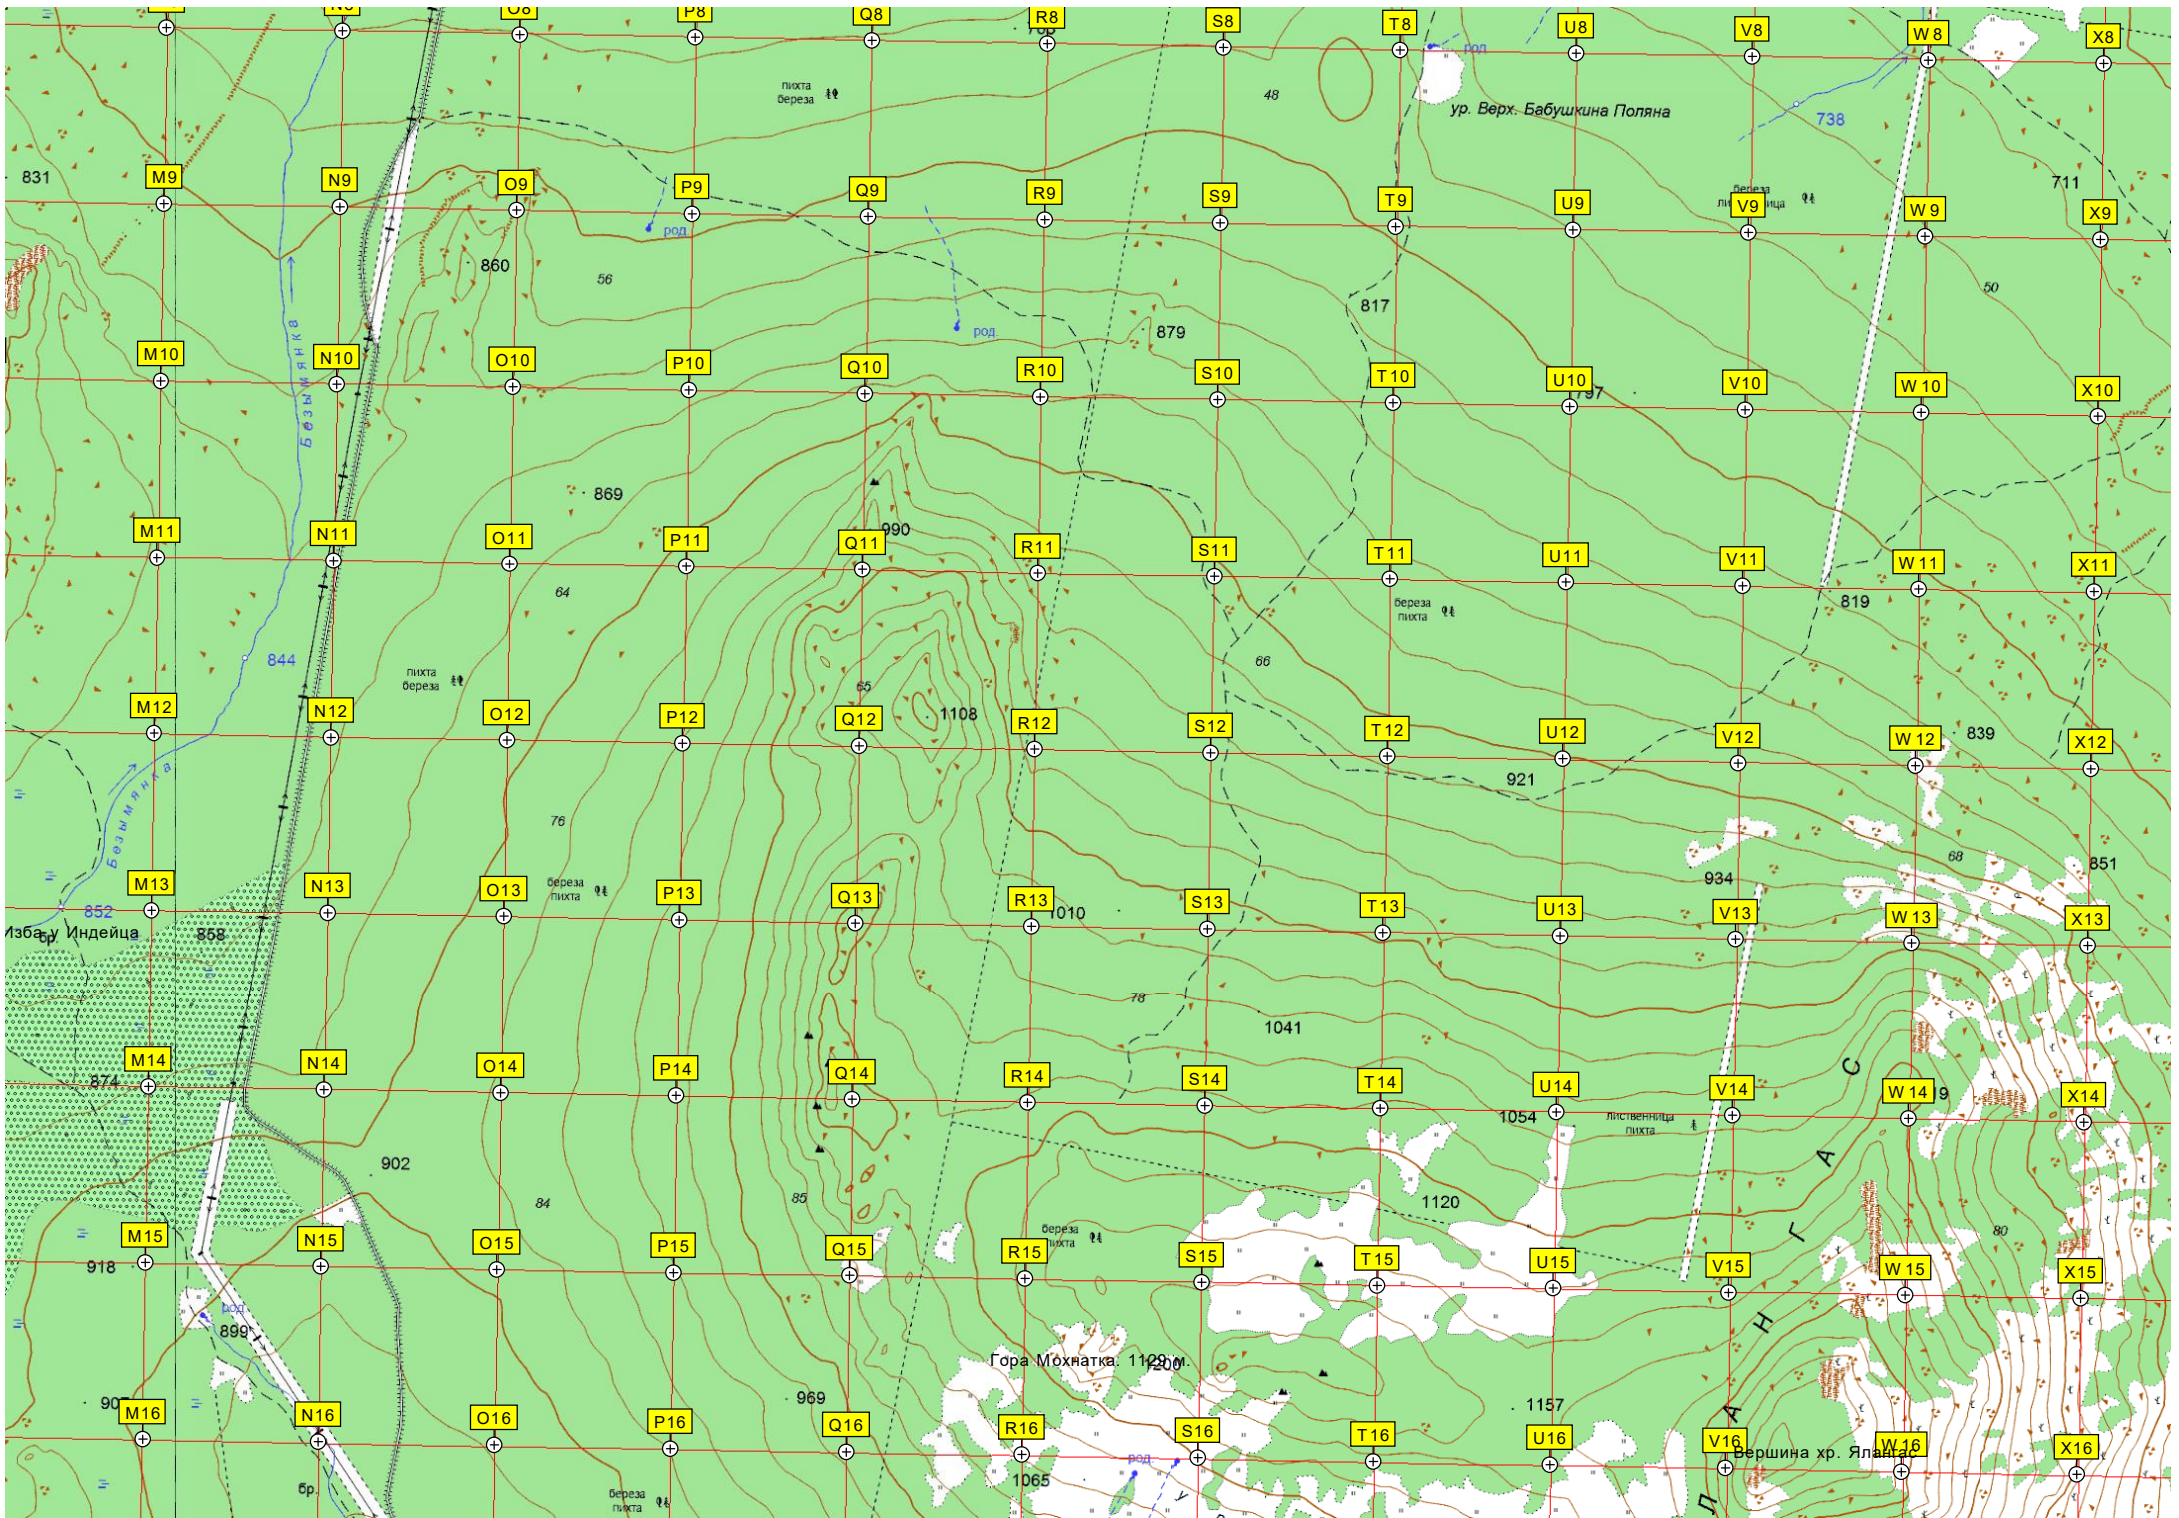 O8 P8 Q8 R8 S8 T8 U8 V8 W8 X8
род.
пихта
береза
48
ур. Верх. Бабушкина Поляна
738
831
M9 N9 O9 P9 Q9 R9 S9 T9 U9 V9 W9 X9
711
береза
род.
860
56
50
817
род.
879
Безымянка
M10 N10 O10 P10 Q10 R10 S10 T10 U10 V10 W10 X10
797
869
990
M11 N11 O11 P11 Q11 R11 S11 T11 U11 V11 W11 X11
64
береза
пихта
819
844
66
пихта
береза
65
1108
M12 N12 O12 P12 Q12 R12 S12 T12 U12 V12 W12 X12
839
921
Безымянка
76
68
851
934
береза
пихта
M13 N13 O13 P13 Q13 R13 S13 T13 U13 V13 W13 X13
852
1010
Изба у Индейца
бр.
858
78
1041
M14 N14 O14 P14 Q14 R14 S14 T14 U14 V14 W14 X14
874
1054
лиственница
пихта
902
84
85
1120
береза
пихта
80
M15 N15 O15 P15 Q15 R15 S15 T15 U15 V15 W15 X15
918
род.
899
Гора Мохнатка. 1129 м.
1200
969
1157
M16 N16 O16 P16 Q16 R16 S16 T16 U16 V16 W16 X16
Вершина хр. Ялангас
род.
1065
бр.
береза
пихта
Л А Н Г А С